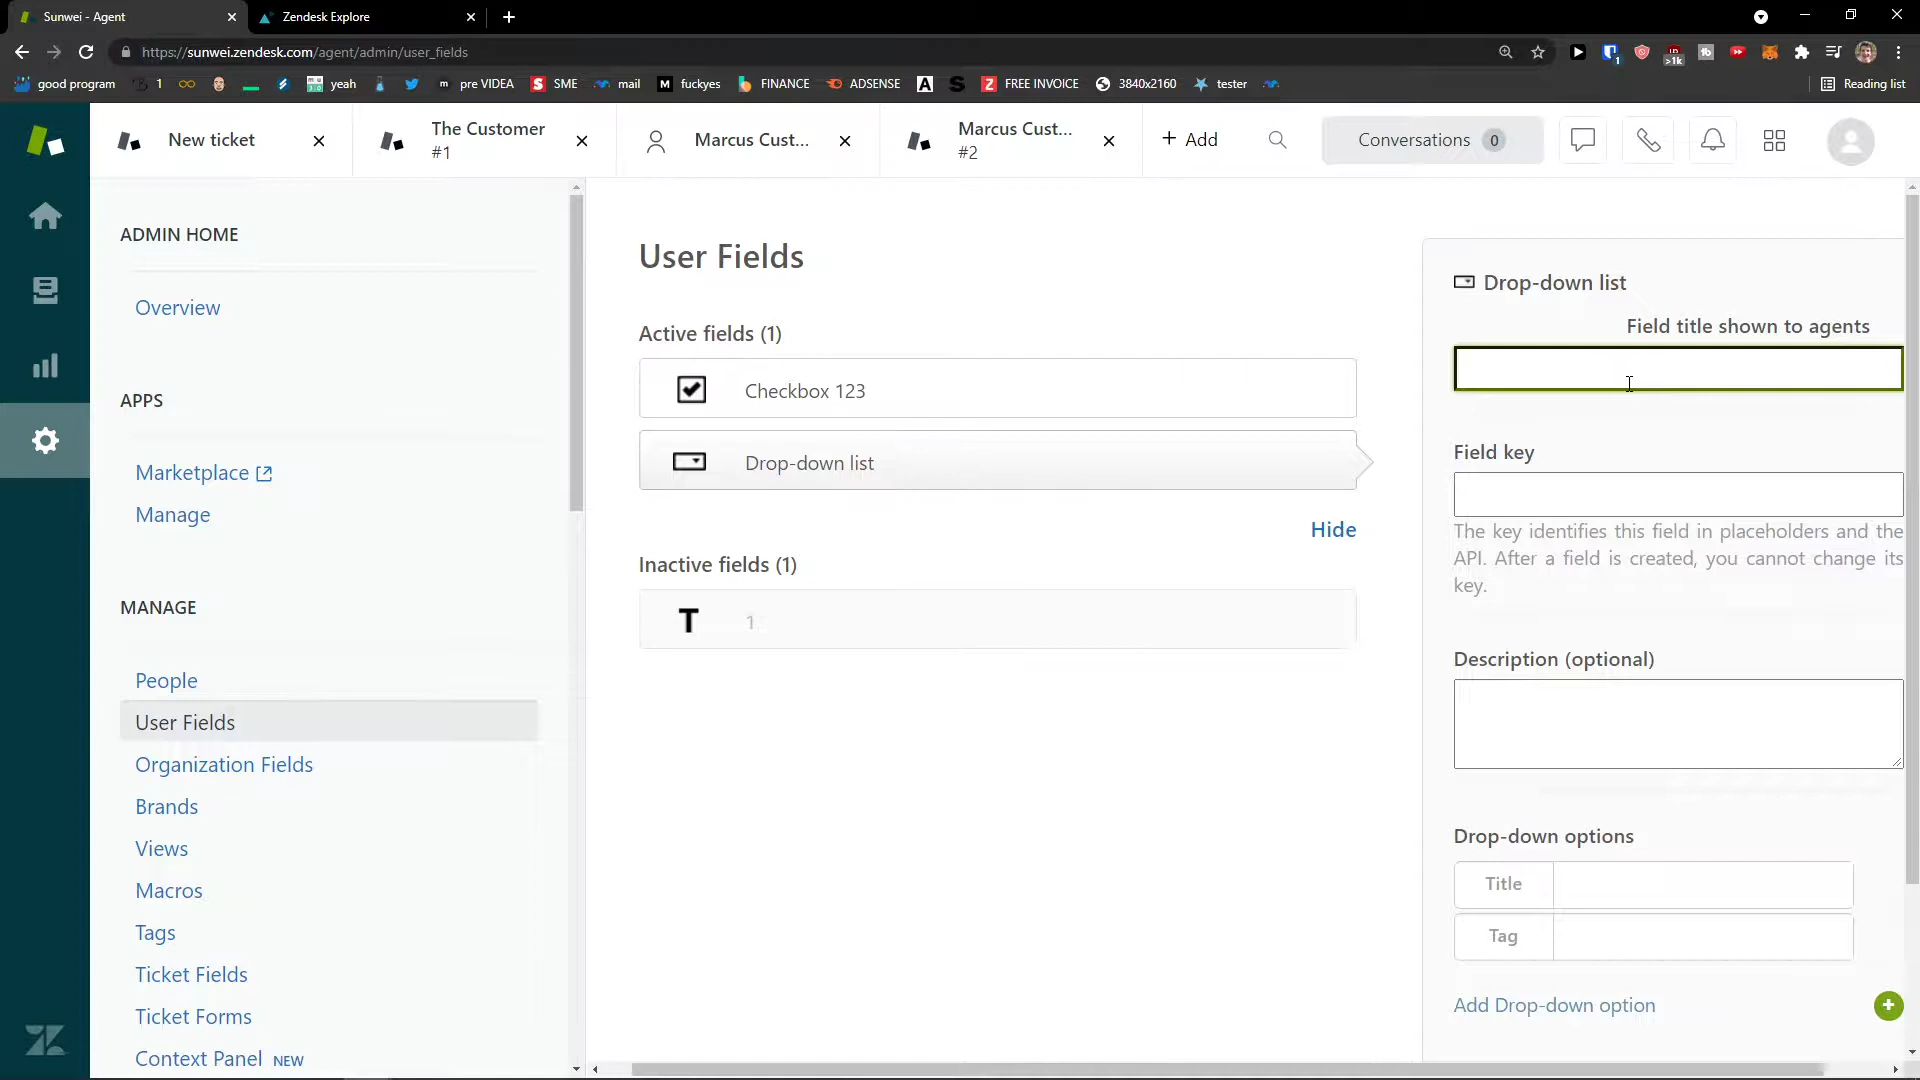 Sunwei - Agent
Zendesk Explore
https://sunwei.zendesk.com/agent/admin/user_fields
1
>1k
good program
1
yeah
pre VIDEA
SME
mail
fuckyes
FINANCE
ADSENSE
FREE INVOICE
3840x2160
tester
Reading list
New ticket
The Customer
#1
Marcus Cust...
Marcus Cust...
#2
+ Add
Conversations 0
ADMIN HOME
Overview
APPS
Marketplace
Manage
MANAGE
People
User Fields
Organization Fields
Brands
Views
Macros
Tags
Ticket Fields
Ticket Forms
Context Panel NEW
User Fields
Active fields (1)
Checkbox 123
Drop-down list
Hide
Inactive fields (1)
T 1
Drop-down list
Field title shown to agents
Field key
The key identifies this field in placeholders and the
API. After a field is created, you cannot change its
key.
Description (optional)
Drop-down options
Title
Tag
Add Drop-down option